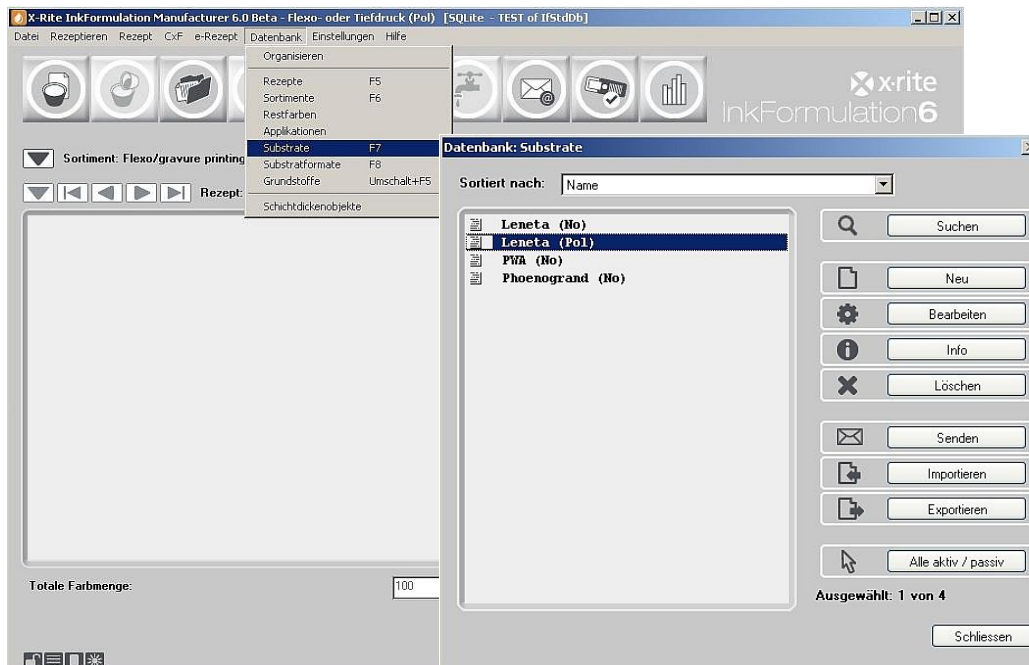 X-Rite InkFormulation Manufacturer 6.0 Beta - Flexo- oder Tiefdruck (Pol) [SQLite - TEST of IfStdDb]
Datei Rezeptieren Rezept CxF e-Rezept Datenbank Einstellungen Hilfe
Organisieren
Rezepte F5
Sortimente F6
Restfarben
Applikationen
Substrate F7
Substratformate F8
Grundstoffe Umschalt+F5
Schichtdickenobjekte
x-rite
InkFormulation6
Sortiment: Flexo/gravure printing
Rezept:
Totale Farbmenge:
100
Datenbank: Substrate
Sortiert nach: Name
Leneta (No)
Leneta (Pol)
PWA (No)
Phoenogrand (No)
Suchen
Neu
Bearbeiten
Info
Löschen
Senden
Importieren
Exportieren
Alle aktiv / passiv
Ausgewählt: 1 von 4
Schliessen